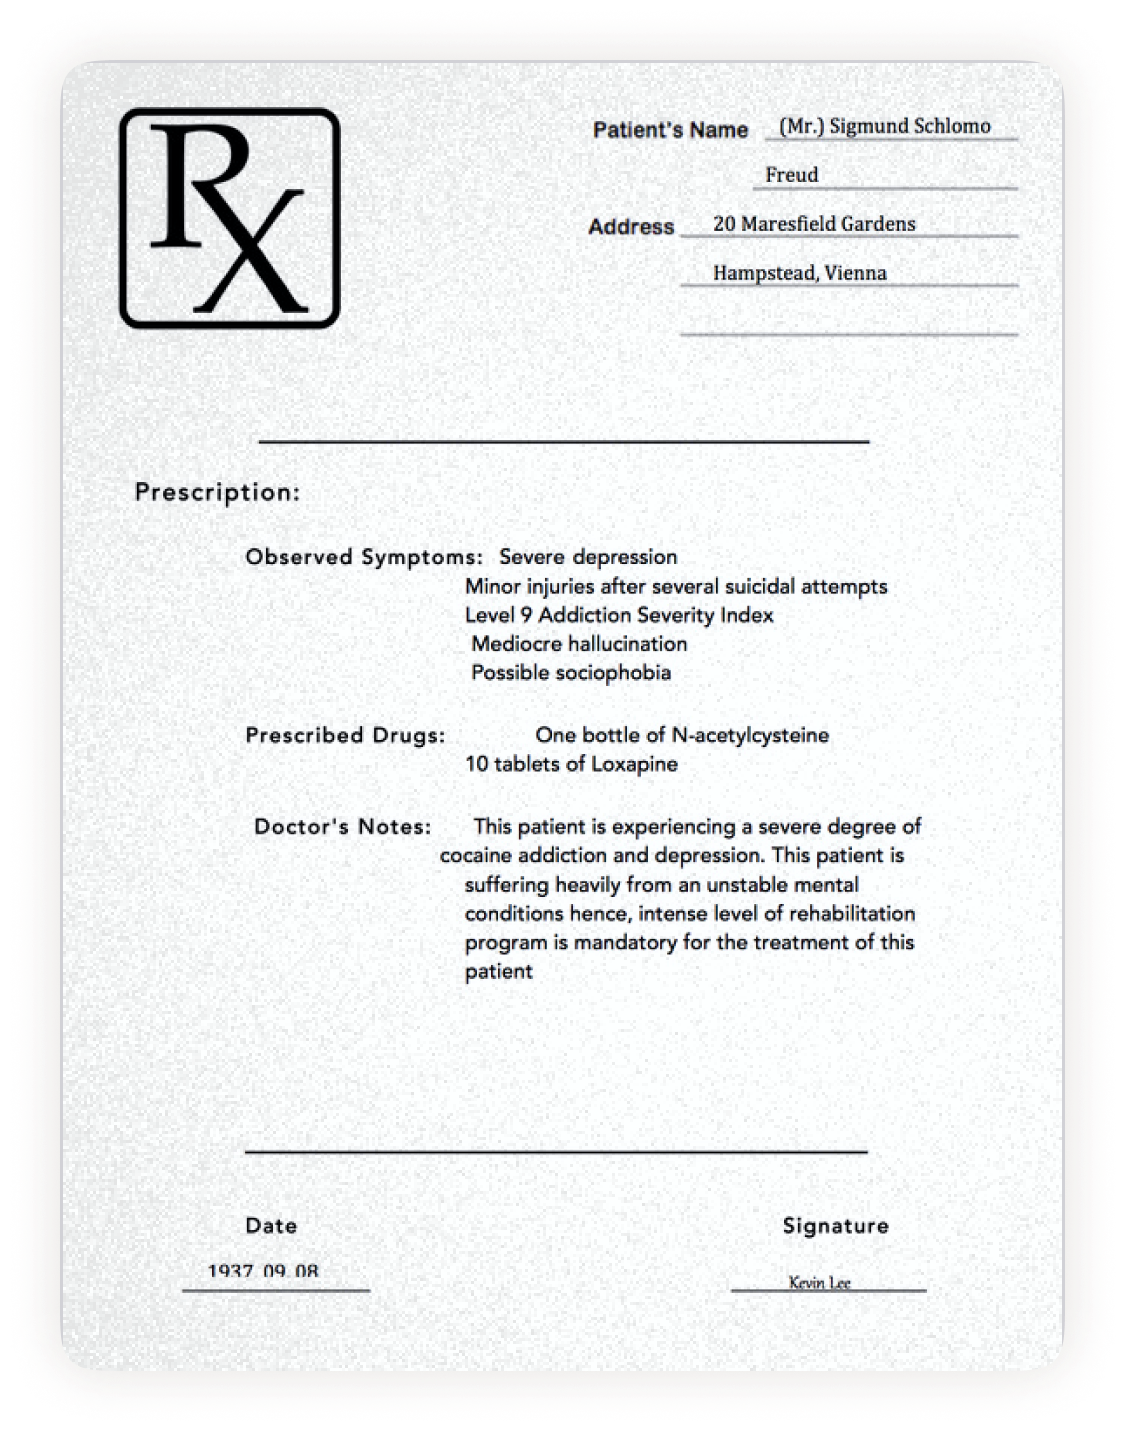 RX
Patient's Name (Mr.) Sigmund Schlomo
Freud
Address 20 Maresfield Gardens
Hampstead, Vienna
Prescription:
Observed Symptoms: Severe depression
Minor injuries after several suicidal attempts
Level 9 Addiction Severity Index
Mediocre hallucination
Possible sociophobia
Prescribed Drugs: One bottle of N-acetylcysteine
10 tablets of Loxapine
Doctor's Notes: This patient is experiencing a severe degree of
cocaine addiction and depression. This patient is
suffering heavily from an unstable mental
conditions hence, intense level of rehabilitation
program is mandatory for the treatment of this
patient
Date Signature
1937. 09. 08 Kevin Lee